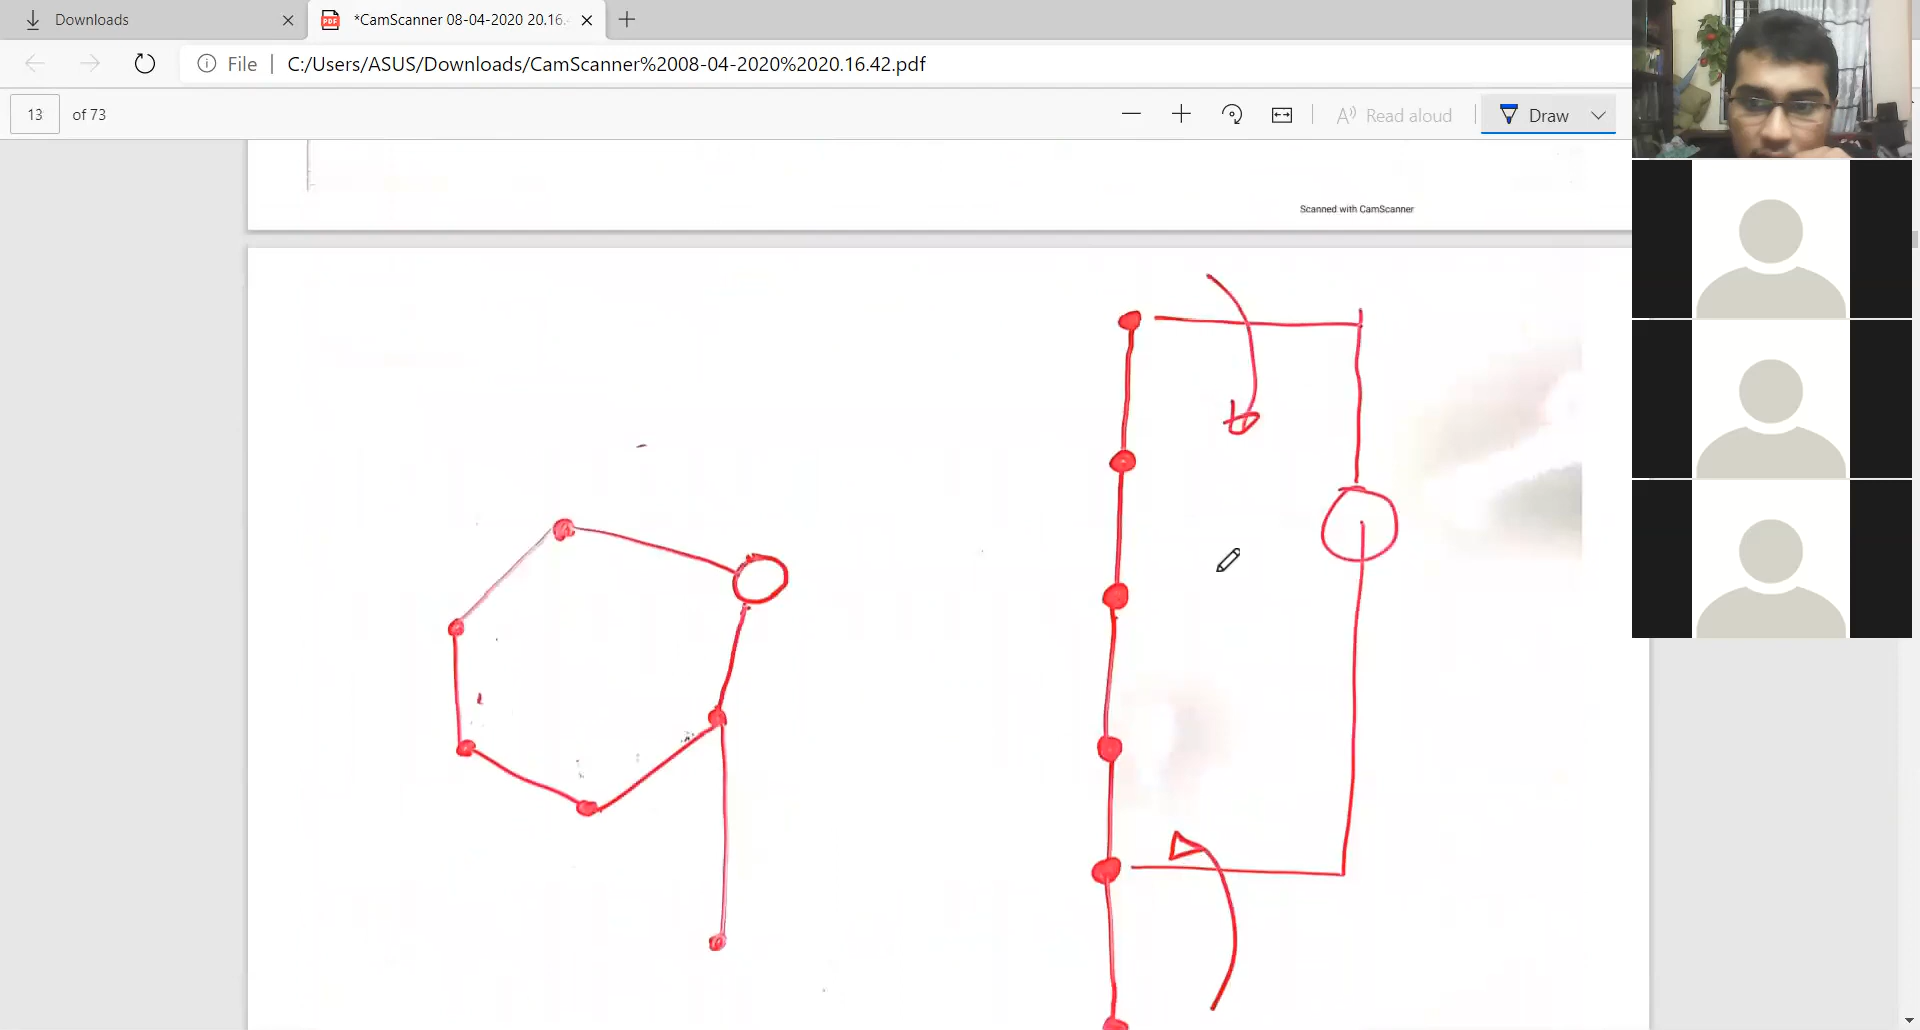 Downloads
*CamScanner 08-04-2020 20.16.
File
C:/Users/ASUS/Downloads/CamScanner%2008-04-2020%2020.16.42.pdf
13 of 73
Read aloud
Draw
Scanned with CamScanner